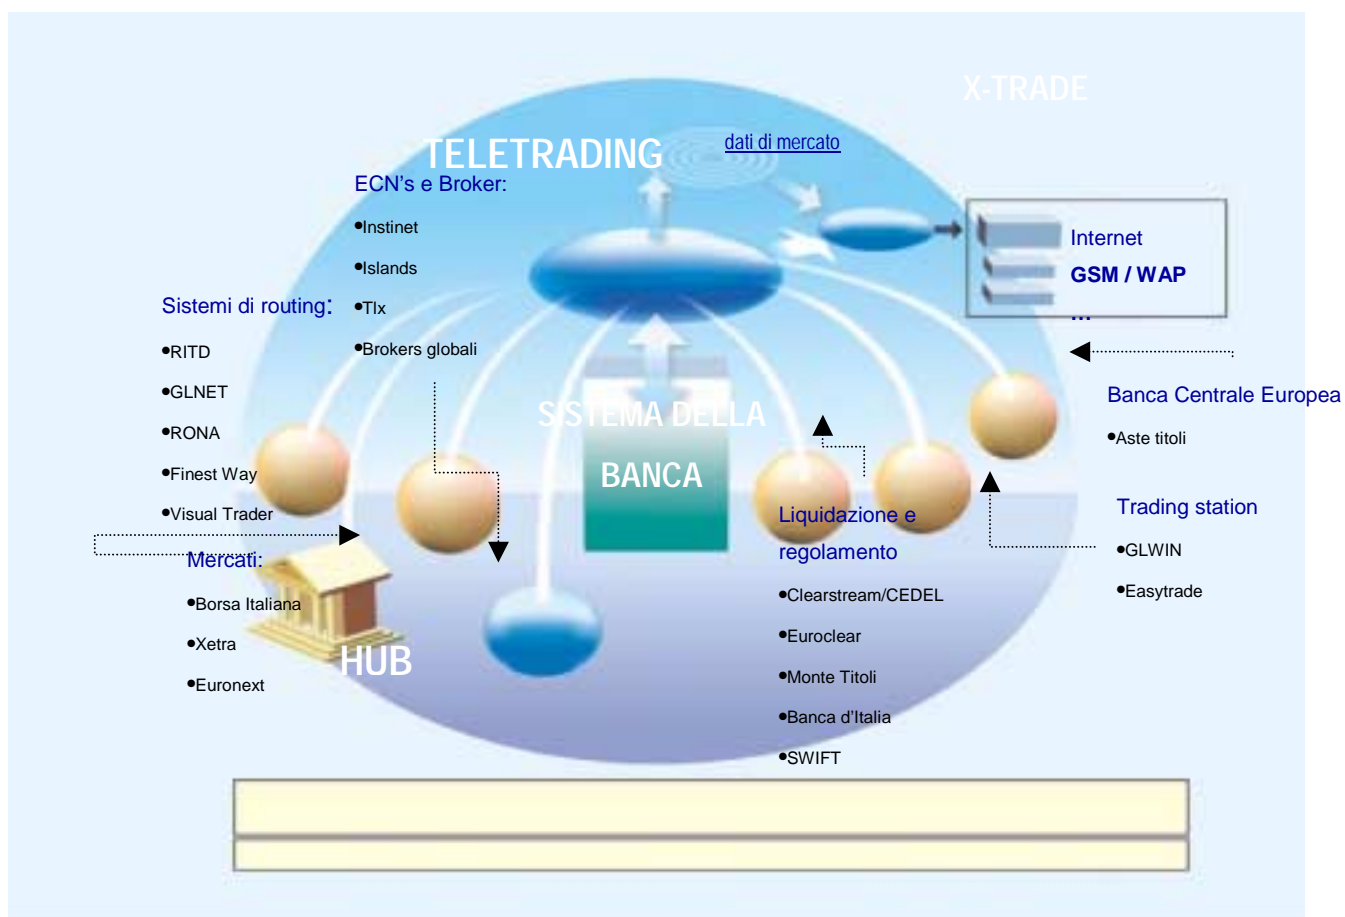 X-TRADE
TELETRADING
dati di mercato
ECN's e Broker:
•Instinet
•Islands
•Tlx
•Brokers globali
Internet
GSM / WAP
...
Sistemi di routing:
•RITD
•GLNET
•RONA
•Finest Way
•Visual Trader
SISTEMA DELLA
BANCA
Banca Centrale Europea
•Aste titoli
Trading station
•GLWIN
•Easytrade
Mercati:
•Borsa Italiana
•Xetra
•Euronext
HUB
Liquidazione e
regolamento
•Clearstream/CEDEL
•Euroclear
•Monte Titoli
•Banca d'Italia
•SWIFT